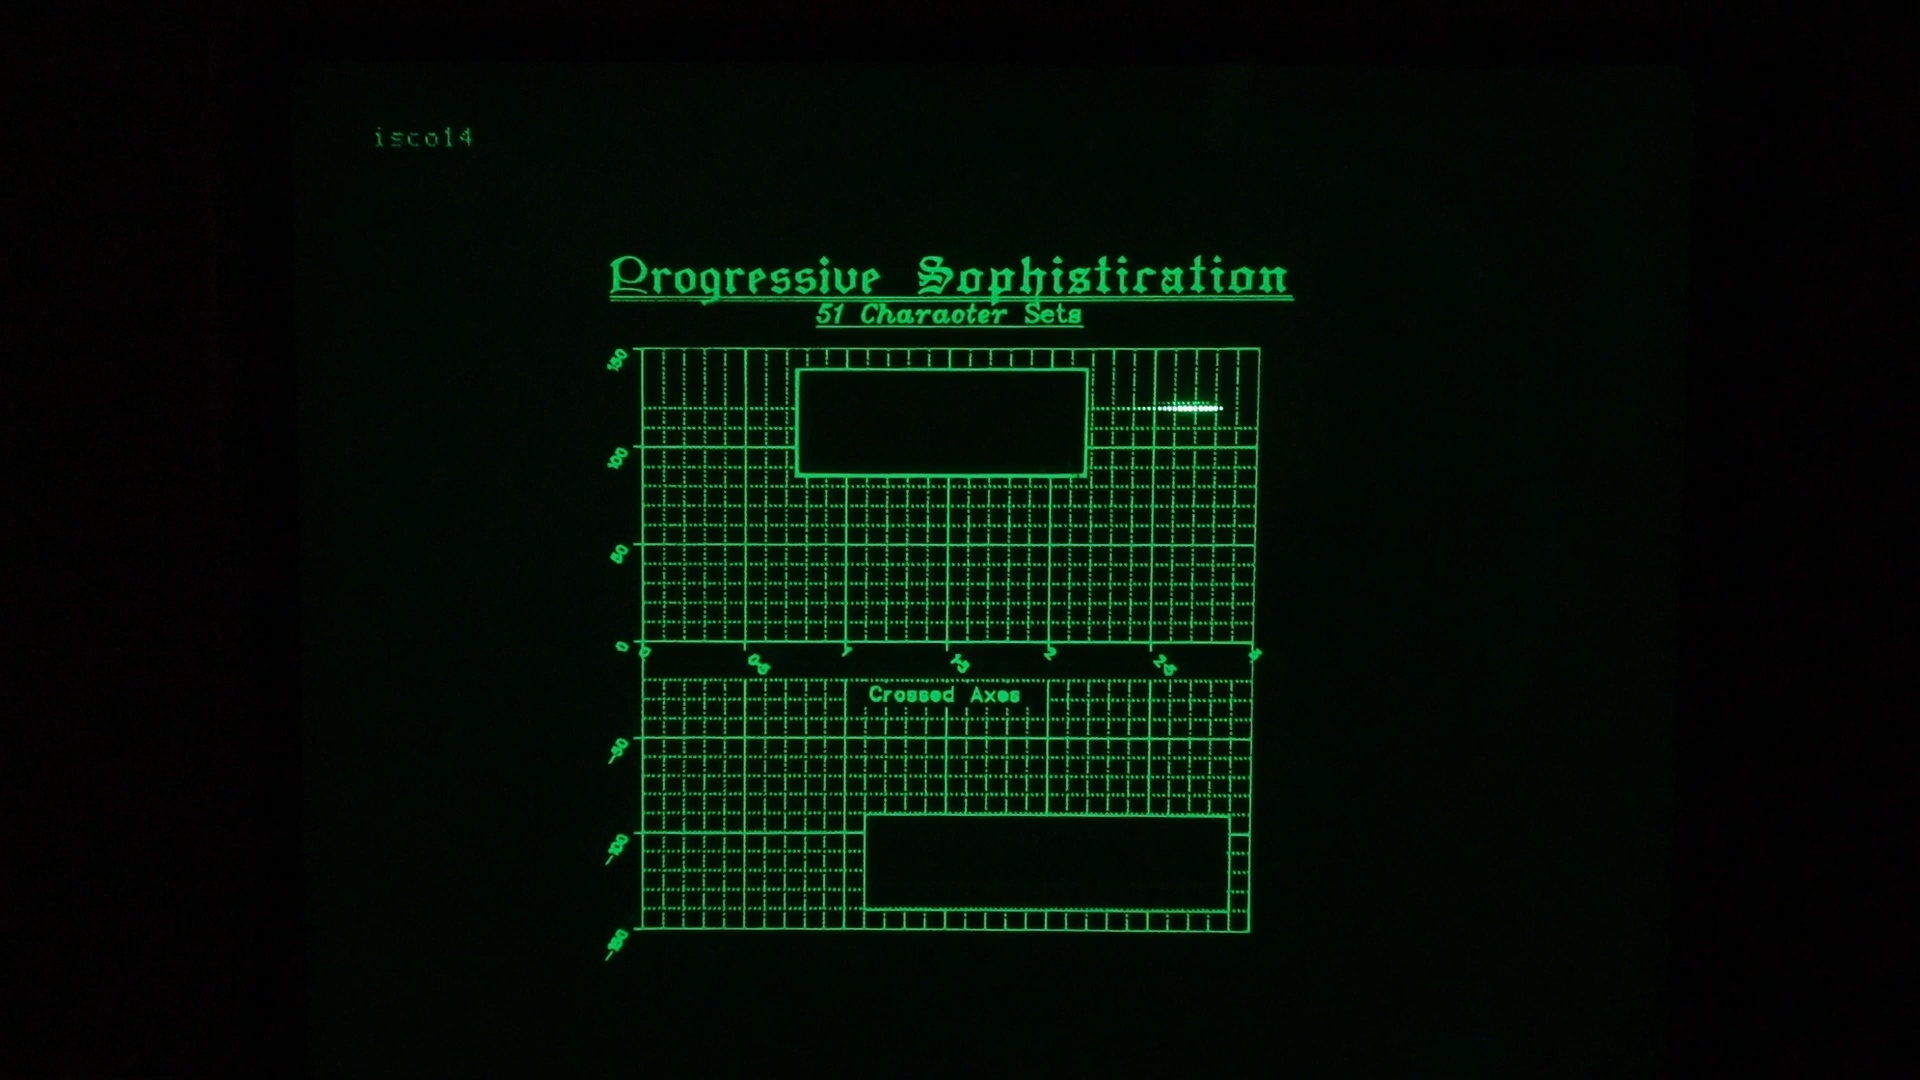 isco14
Progressive Sophistication
51 Character Sets
150
100
50
0
0 0.5 1 1.5 2 2.5 3
Crossed Axes
-50
-100
-150